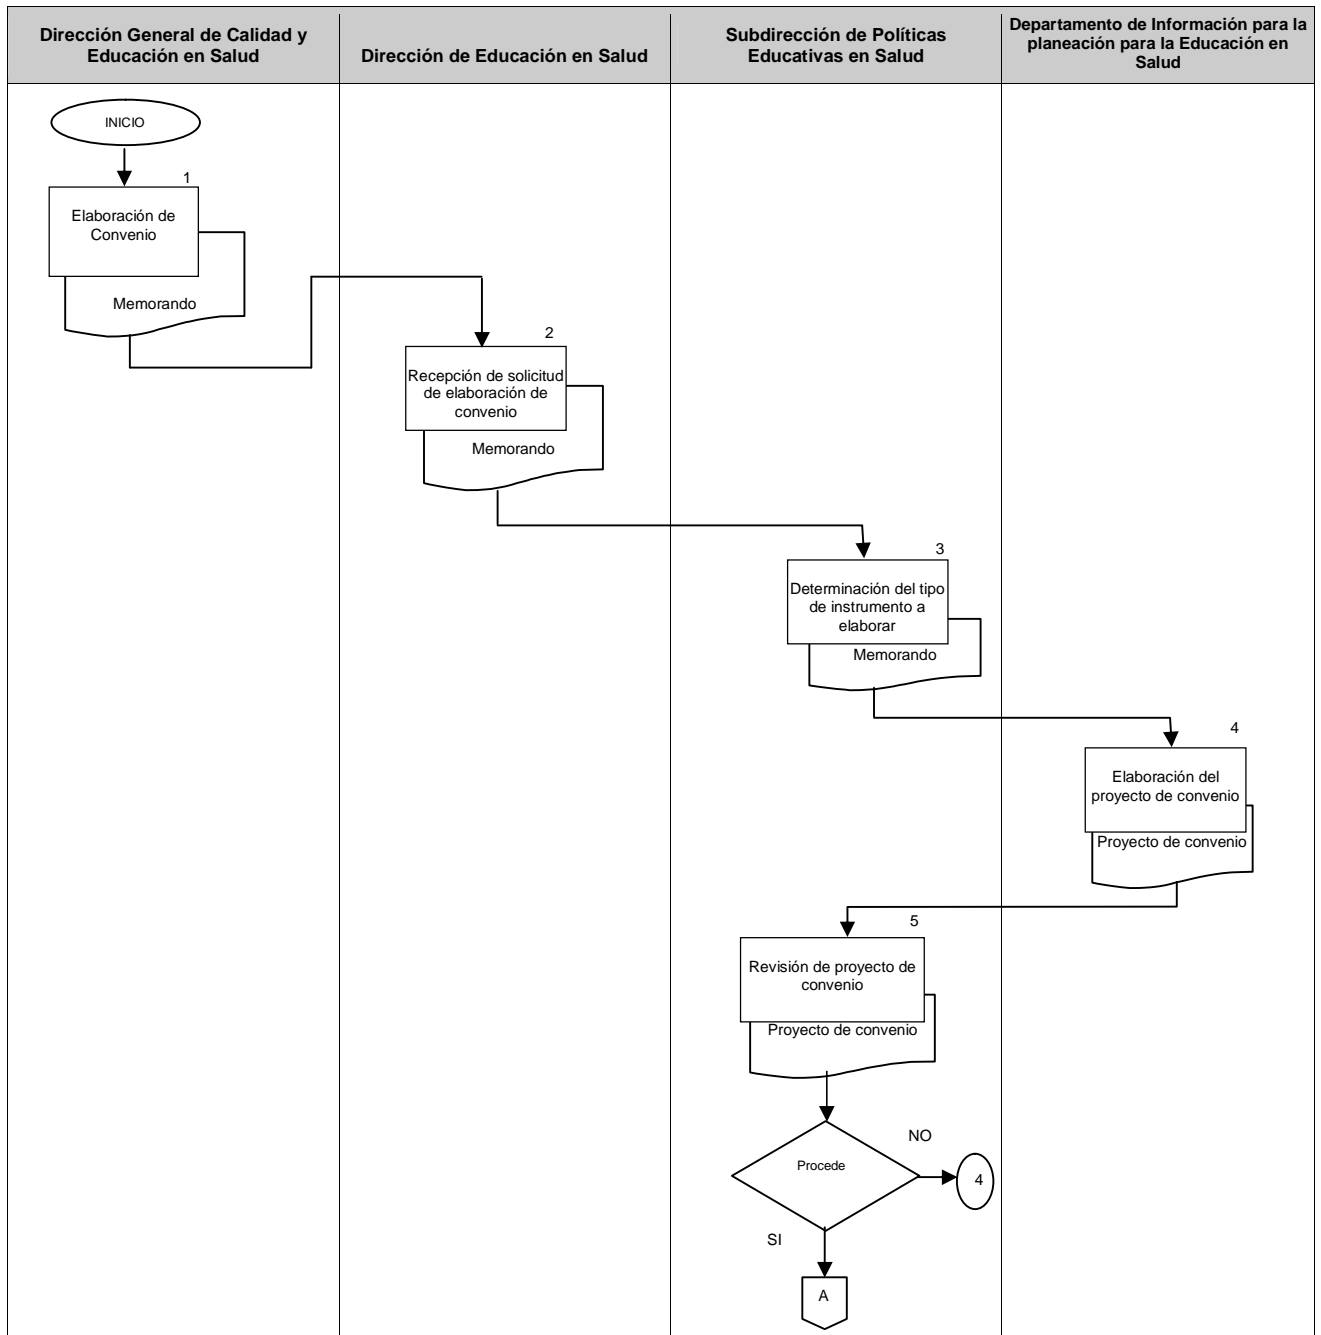 Dirección General de Calidad y
Educación en Salud
Dirección de Educación en Salud
Subdirección de Políticas
Educativas en Salud
Departamento de Información para la
planeación para la Educación en
Salud
INICIO
1
Elaboración de
Convenio
Memorando
2
Recepción de solicitud
de elaboración de
convenio
Memorando
3
Determinación del tipo
de instrumento a
elaborar
Memorando
4
Elaboración del
proyecto de convenio
Proyecto de convenio
5
Revisión de proyecto de
convenio
Proyecto de convenio
NO
Procede
4
SI
A